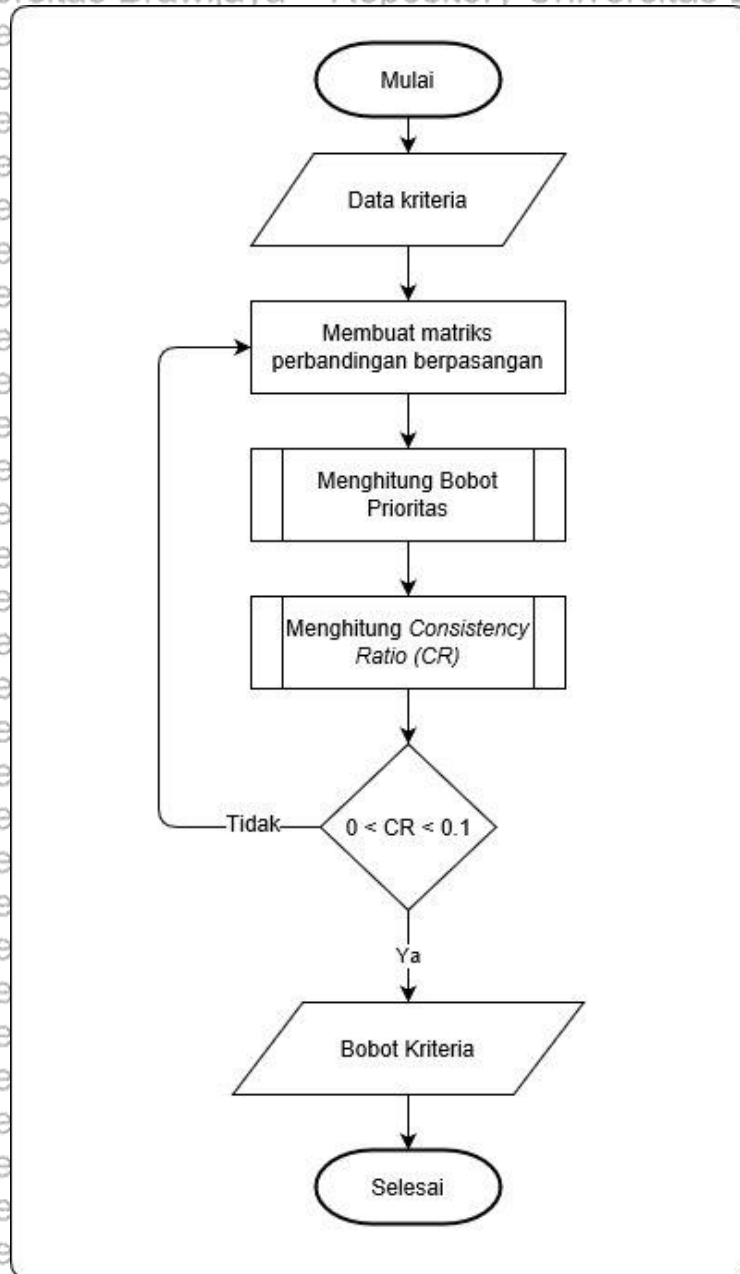 Mulai
Data kriteria
Membuat matriks
perbandingan berpasangan
Menghitung Bobot
Prioritas
Menghitung Consistency
Ratio (CR)
0 < CR < 0.1
Tidak
Ya
Bobot Kriteria
Selesai